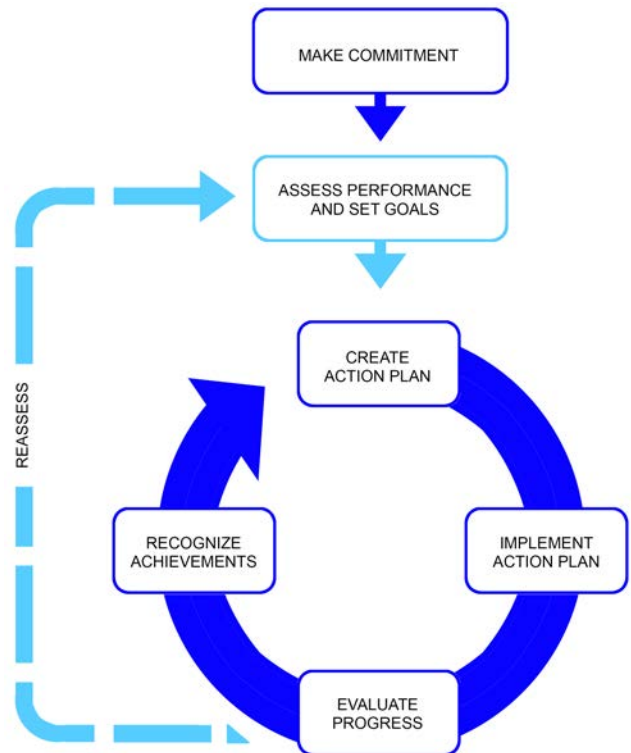 MAKE COMMITMENT
ASSESS PERFORMANCE
AND SET GOALS
CREATE
ACTION PLAN
REASSESS
RECOGNIZE
ACHIEVEMENTS
IMPLEMENT
ACTION PLAN
EVALUATE
PROGRESS